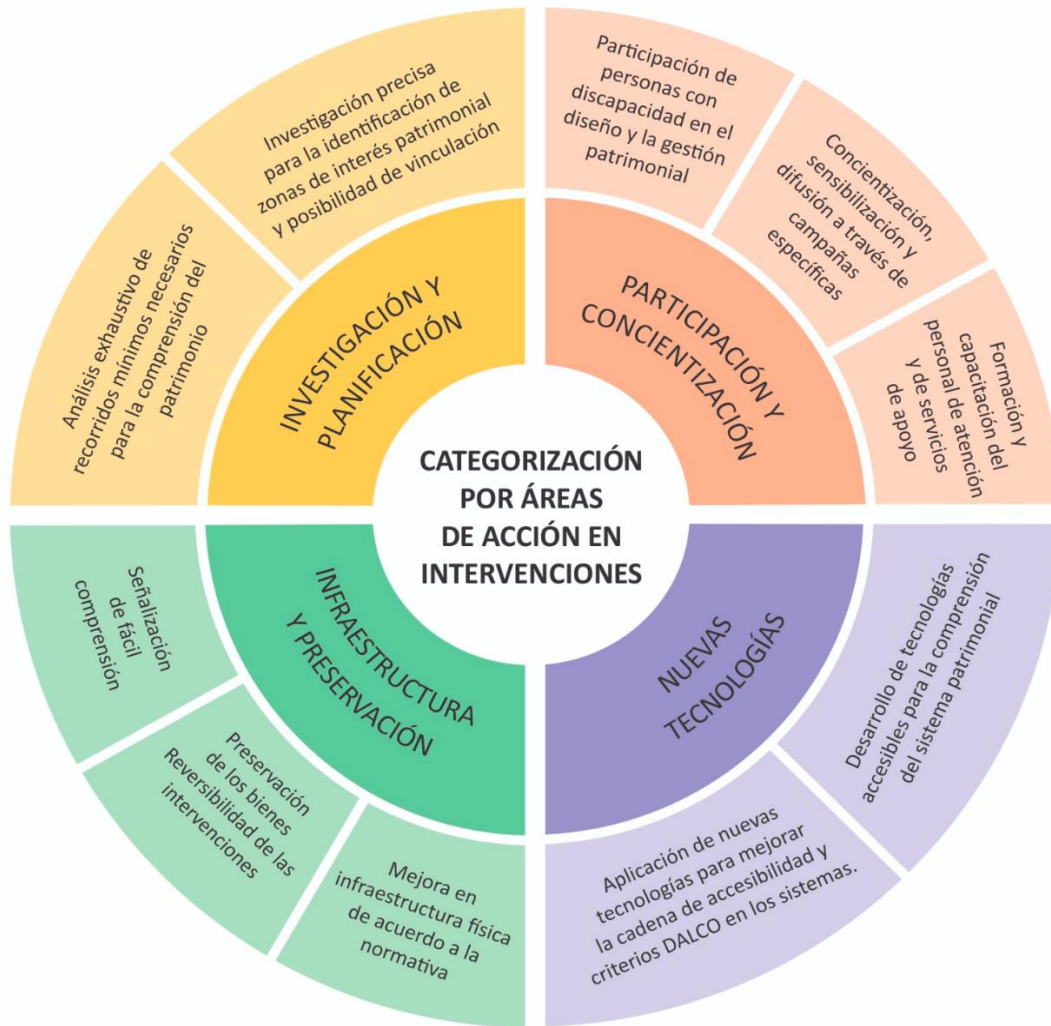 CATEGORIZACIÓN
POR ÁREAS
DE ACCIÓN EN
INTERVENCIONES
INVESTIGACIÓN Y
PLANIFICACIÓN
Análisis exhaustivo de
recorridos mínimos necesarios
para la comprensión del
patrimonio
Investigación precisa
para la identificación de
zonas de interés patrimonial
y posibilidad de vinculación
PARTICIPACIÓN Y
CONCIENTIZACIÓN
Participación de
personas con
discapacidad en el
diseño y la gestión
patrimonial
Concientización,
sensibilización y
difusión a través de
campañas
específicas
Formación y
capacitación del
personal de atención
y de servicios
de apoyo
NUEVAS
TECNOLOGÍAS
Desarrollo de tecnologías
accesibles para la comprensión
del sistema patrimonial
Aplicación de nuevas
tecnologías para mejorar
la cadena de accesibilidad y
criterios DALCO en los sistemas.
INFRAESTRUCTURA
Y PRESERVACIÓN
Mejora en
infraestructura física
de acuerdo a la
normativa
Preservación
de los bienes
Reversibilidad de las
intervenciones
Señalización
de fácil
comprensión